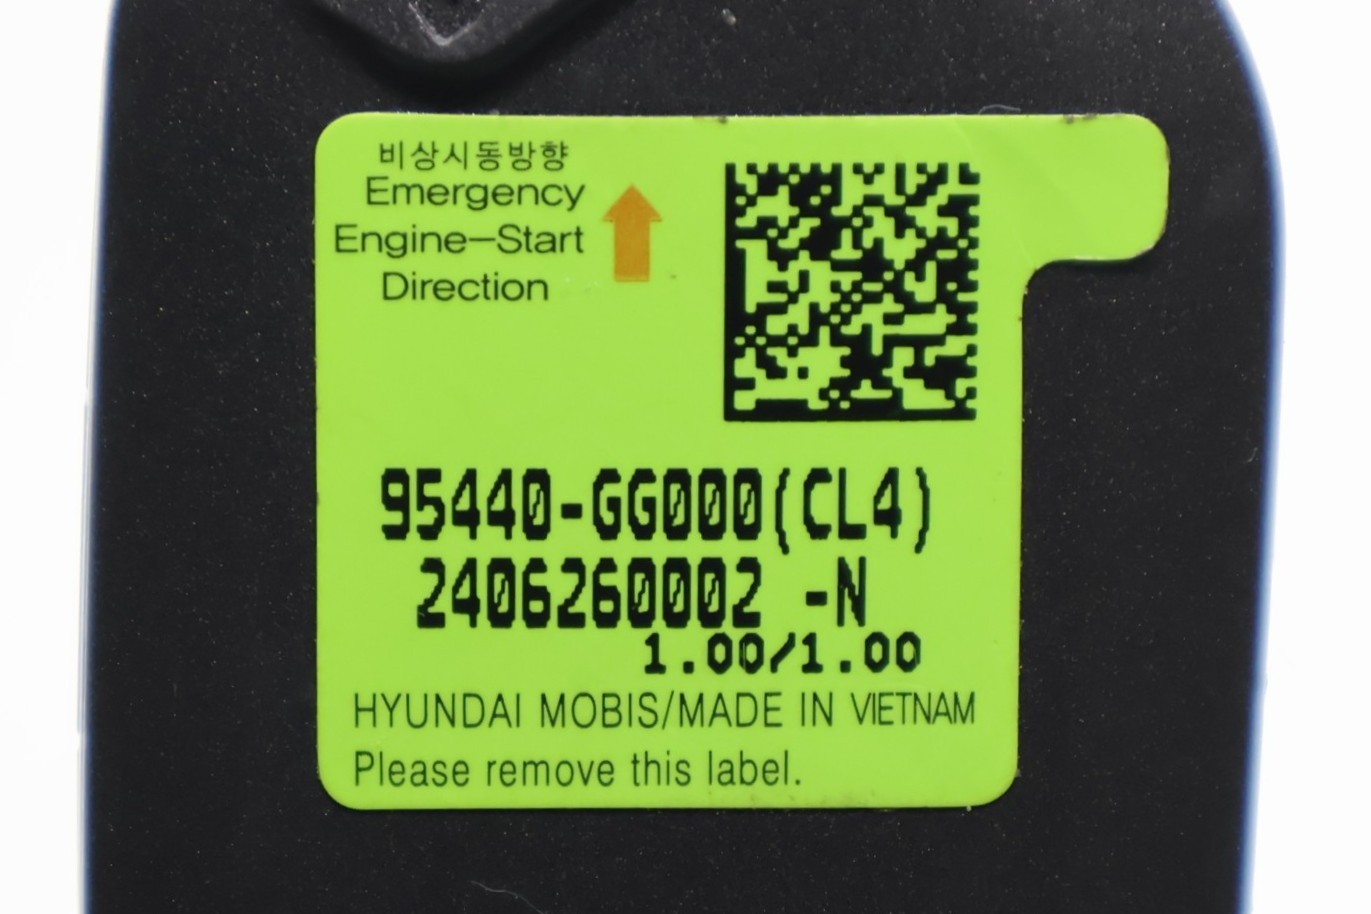 비상시동방향
Emergency
Engine-Start
Direction
95440-GG000(CL4)
2406260002 -N
1.00/1.00
HYUNDAI MOBIS/MADE IN VIETNAM
Please remove this label.